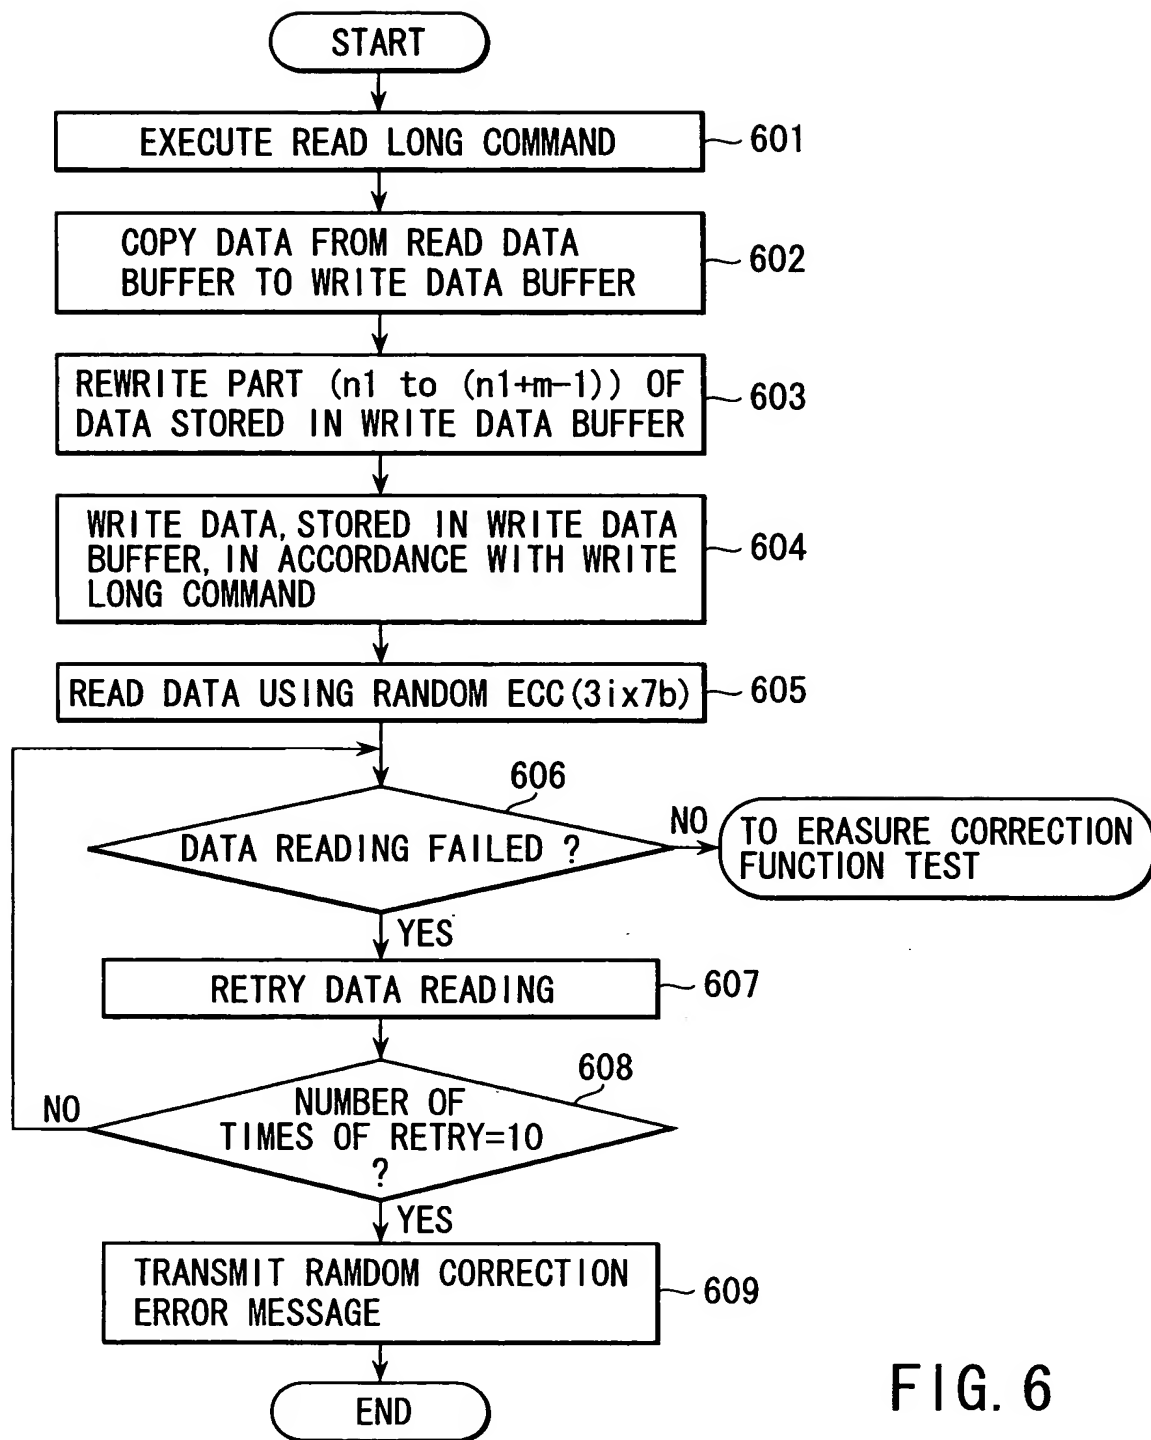 START
EXECUTE READ LONG COMMAND
601
COPY DATA FROM READ DATA
BUFFER TO WRITE DATA BUFFER
602
REWRITE PART (n1 to (n1+m-1)) OF
DATA STORED IN WRITE DATA BUFFER
603
WRITE DATA, STORED IN WRITE DATA
BUFFER, IN ACCORDANCE WITH WRITE
LONG COMMAND
604
READ DATA USING RANDOM ECC(3ix7b)
605
606
DATA READING FAILED ?
NO
TO ERASURE CORRECTION
FUNCTION TEST
YES
RETRY DATA READING
607
608
NUMBER OF
TIMES OF RETRY=10
?
NO
YES
TRANSMIT RAMDOM CORRECTION
ERROR MESSAGE
609
END
FIG. 6